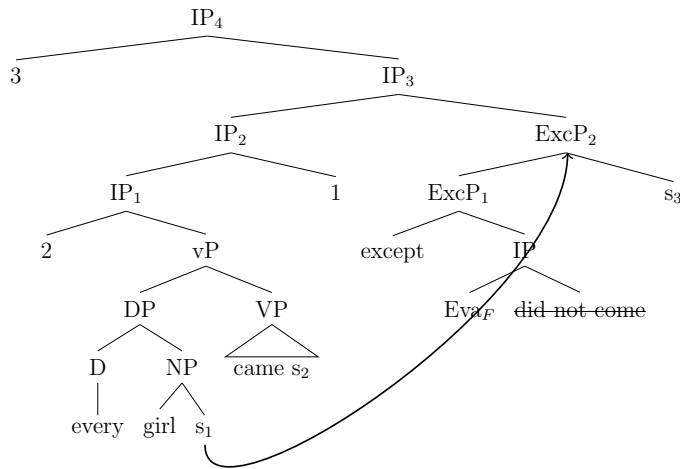 IP₄
3 IP₃
IP₂ ExcP₂
IP₁ 1 ExcP₁ s₃
2 vP except IP
DP VP Eva_F did not come
D NP came s₂
every girl s₁